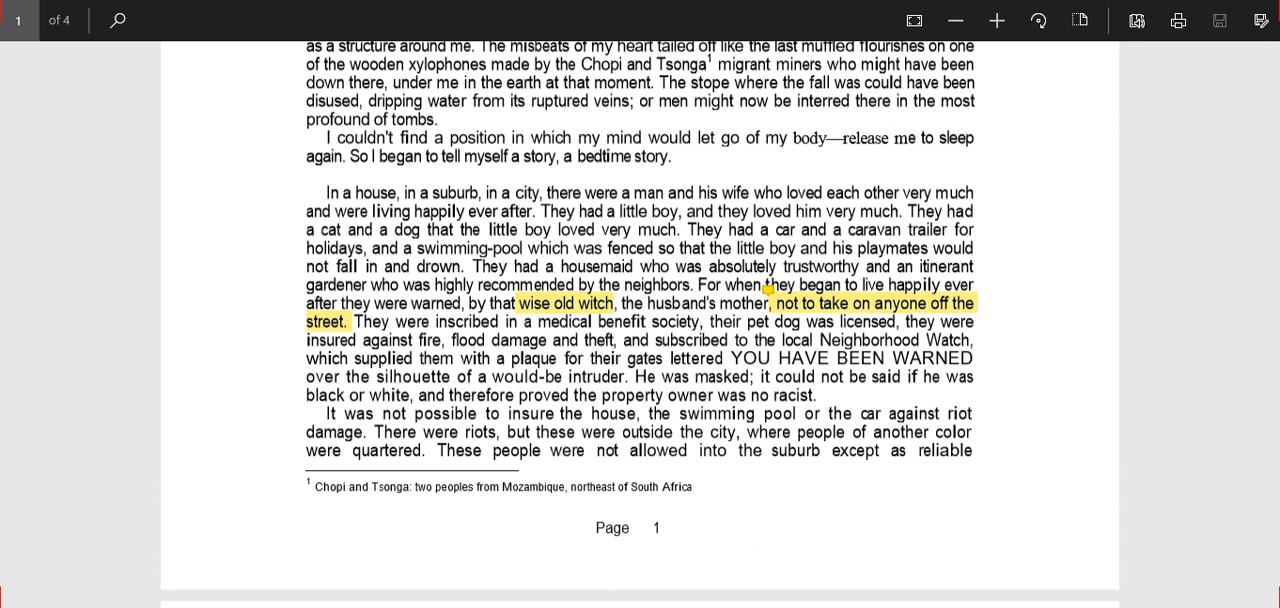 1 of 4
as a structure around me. The misbeats of my heart tailed off like the last muffled flourishes on one
of the wooden xylophones made by the Chopi and Tsonga1 migrant miners who might have been
down there, under me in the earth at that moment. The stope where the fall was could have been
disused, dripping water from its ruptured veins; or men might now be interred there in the most
profound of tombs.
I couldn't find a position in which my mind would let go of my body—release me to sleep
again. So I began to tell myself a story, a bedtime story.
In a house, in a suburb, in a city, there were a man and his wife who loved each other very much
and were living happily ever after. They had a little boy, and they loved him very much. They had
a cat and a dog that the little boy loved very much. They had a car and a caravan trailer for
holidays, and a swimming-pool which was fenced so that the little boy and his playmates would
not fall in and drown. They had a housemaid who was absolutely trustworthy and an itinerant
gardener who was highly recommended by the neighbors. For when they began to live happily ever
after they were warned, by that wise old witch, the husband's mother, not to take on anyone off the
street. They were inscribed in a medical benefit society, their pet dog was licensed, they were
insured against fire, flood damage and theft, and subscribed to the local Neighborhood Watch,
which supplied them with a plaque for their gates lettered YOU HAVE BEEN WARNED
over the silhouette of a would-be intruder. He was masked; it could not be said if he was
black or white, and therefore proved the property owner was no racist.
It was not possible to insure the house, the swimming pool or the car against riot
damage. There were riots, but these were outside the city, where people of another color
were quartered. These people were not allowed into the suburb except as reliable
1 Chopi and Tsonga: two peoples from Mozambique, northeast of South Africa
Page 1